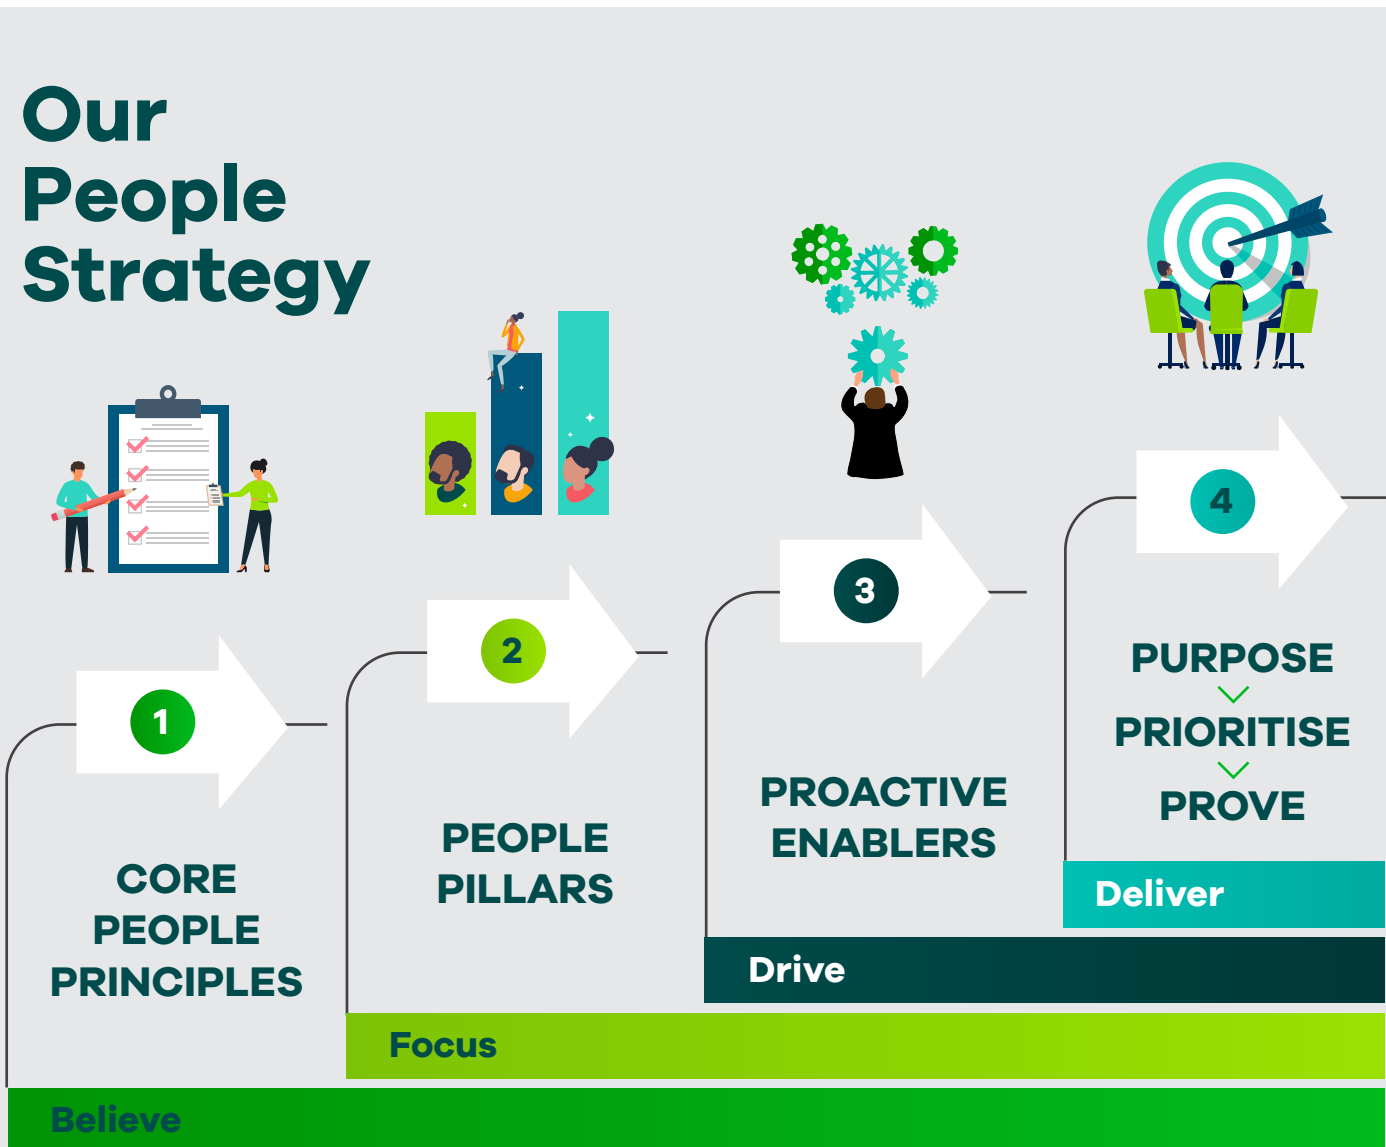 Our
People
Strategy
1
CORE
PEOPLE
PRINCIPLES
2
PEOPLE
PILLARS
3
PROACTIVE
ENABLERS
4
PURPOSE
PRIORITISE
PROVE
Deliver
Drive
Focus
Believe